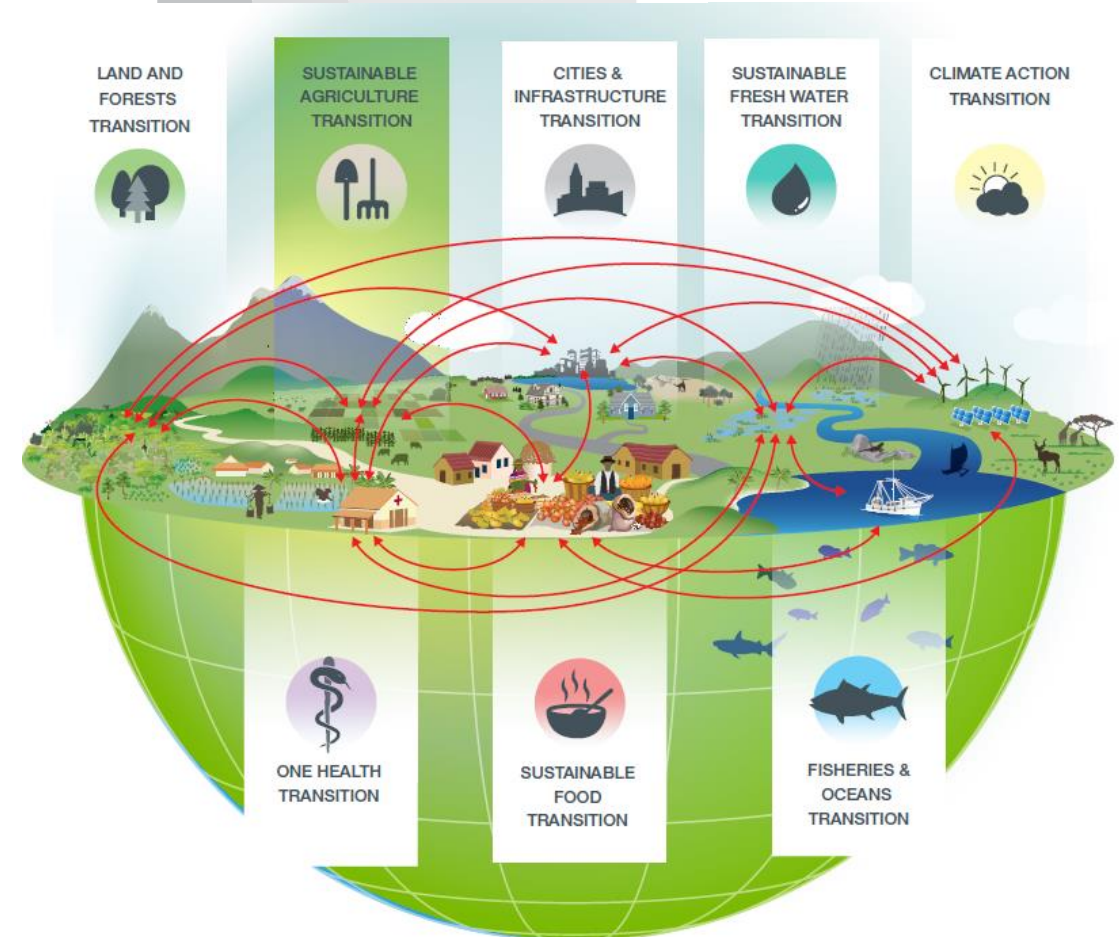 LAND AND
FORESTS
TRANSITION
SUSTAINABLE
AGRICULTURE
TRANSITION
CITIES &
INFRASTRUCTURE
TRANSITION
SUSTAINABLE
FRESH WATER
TRANSITION
CLIMATE ACTION
TRANSITION
ONE HEALTH
TRANSITION
SUSTAINABLE
FOOD
TRANSITION
FISHERIES &
OCEANS
TRANSITION